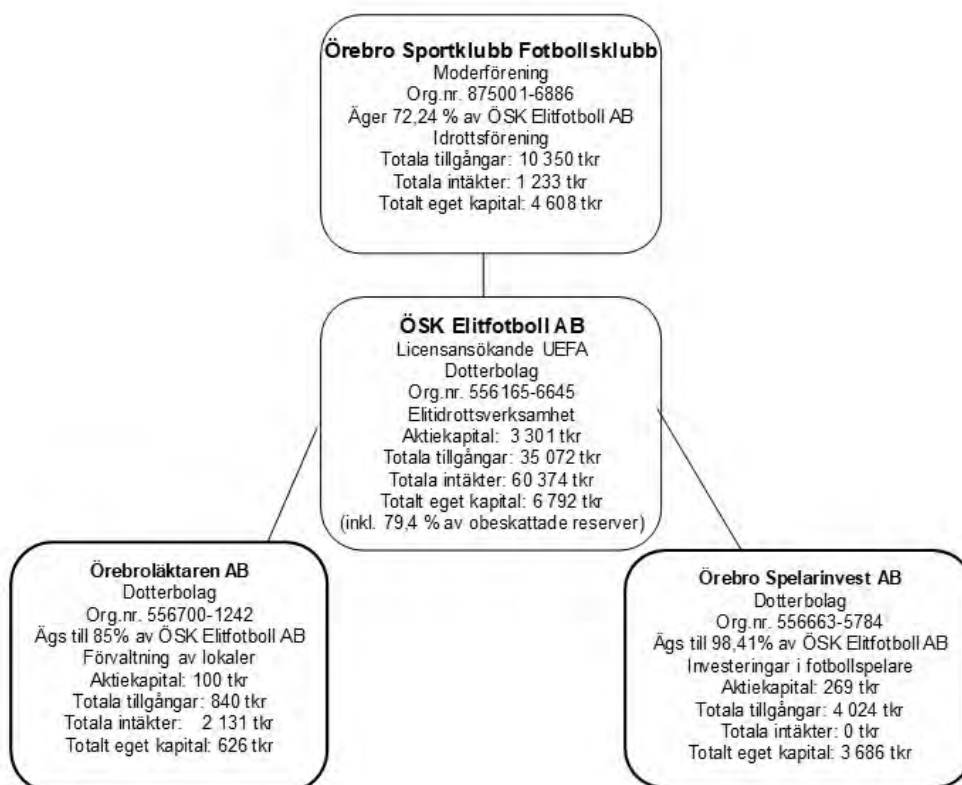 Örebro Sportklubb Fotbollsklubb
Moderförening
Org.nr. 875001-6886
Äger 72,24 % av ÖSK Elitfotboll AB
Idrottsförening
Totala tillgångar: 10 350 tkr
Totala intäkter: 1 233 tkr
Totalt eget kapital: 4 608 tkr
ÖSK Elitfotboll AB
Licensansökande UEFA
Dotterbolag
Org.nr. 556165-6645
Elitidrottsverksamhet
Aktiekapital: 3 301 tkr
Totala tillgångar: 35 072 tkr
Totala intäkter: 60 374 tkr
Totalt eget kapital: 6 792 tkr
(inkl. 79,4 % av obeskattade reserver)
Örebroläktaren AB
Dotterbolag
Org.nr. 556700-1242
Ägs till 85% av ÖSK Elitfotboll AB
Förvaltning av lokaler
Aktiekapital: 100 tkr
Totala tillgångar: 840 tkr
Totala intäkter: 2 131 tkr
Totalt eget kapital: 626 tkr
Örebro Spelarinvest AB
Dotterbolag
Org.nr. 556663-5784
Ägs till 98,41% av ÖSK Elitfotboll AB
Investeringar i fotbollspelare
Aktiekapital: 269 tkr
Totala tillgångar: 4 024 tkr
Totala intäkter: 0 tkr
Totalt eget kapital: 3 686 tkr